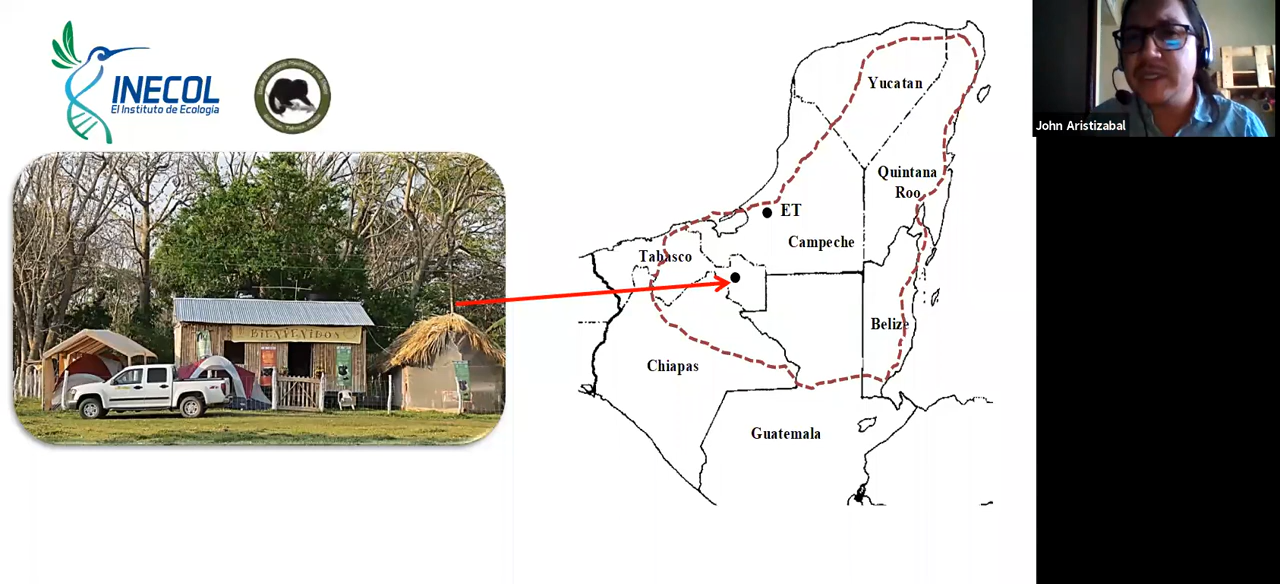 INECOL
El Instituto de Ecología
BIENVENIDOS
Yucatan
Quintana
Roo
ET
Campeche
Tabasco
Belize
Chiapas
Guatemala
John Aristizabal